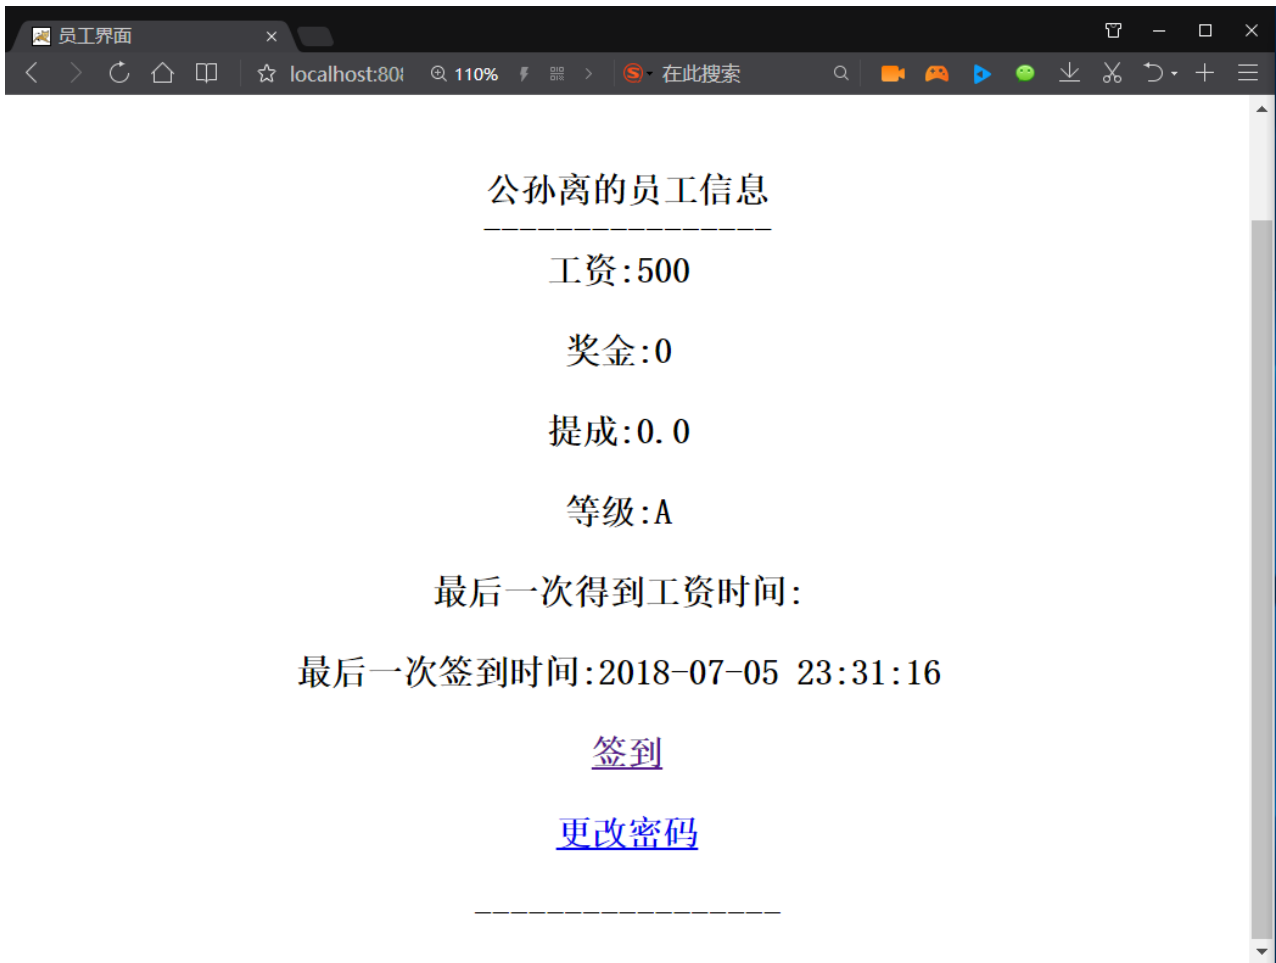 员工界面
localhost:808
110%
在此搜索
公孙离的员工信息
----------------
工资:500
奖金:0
提成:0.0
等级:A
最后一次得到工资时间:
最后一次签到时间:2018-07-05 23:31:16
签到
更改密码
-----------------